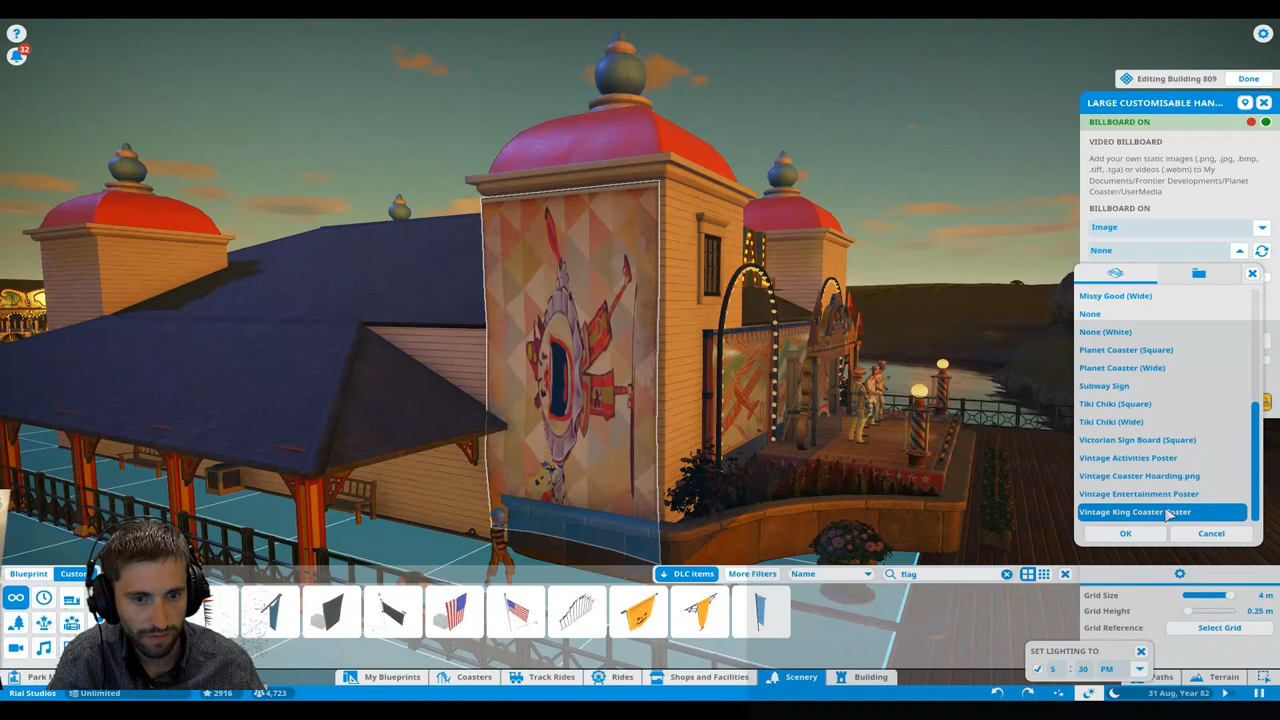 ?
32
Editing Building 809
Done
LARGE CUSTOMISABLE HAN...
BILLBOARD ON
VIDEO BILLBOARD
Add your own static images (.png, .jpg, .bmp,
.tiff, .tga) or videos (.webm) to My
Documents/Frontier Developments/Planet
Coaster/UserMedia
BILLBOARD ON
Image
None
Missy Good (Wide)
None
None (White)
Planet Coaster (Square)
Planet Coaster (Wide)
Subway Sign
Tiki Chiki (Square)
Tiki Chiki (Wide)
Victorian Sign Board (Square)
Vintage Activities Poster
Vintage Coaster Hoarding.png
Vintage Entertainment Poster
Vintage King Coaster Poster
OK
Cancel
Blueprint
DLC items
More Filters
Name
flag
Grid Size
4 m
Grid Height
0.25 m
Grid Reference
Select Grid
SET LIGHTING TO
5 : 30 PM
Park
My Blueprints
Coasters
Track Rides
Rides
Shops and Facilities
Scenery
Building
Paths
Terrain
Rial Studios
Unlimited
2916
4,723
31 Aug, Year 82